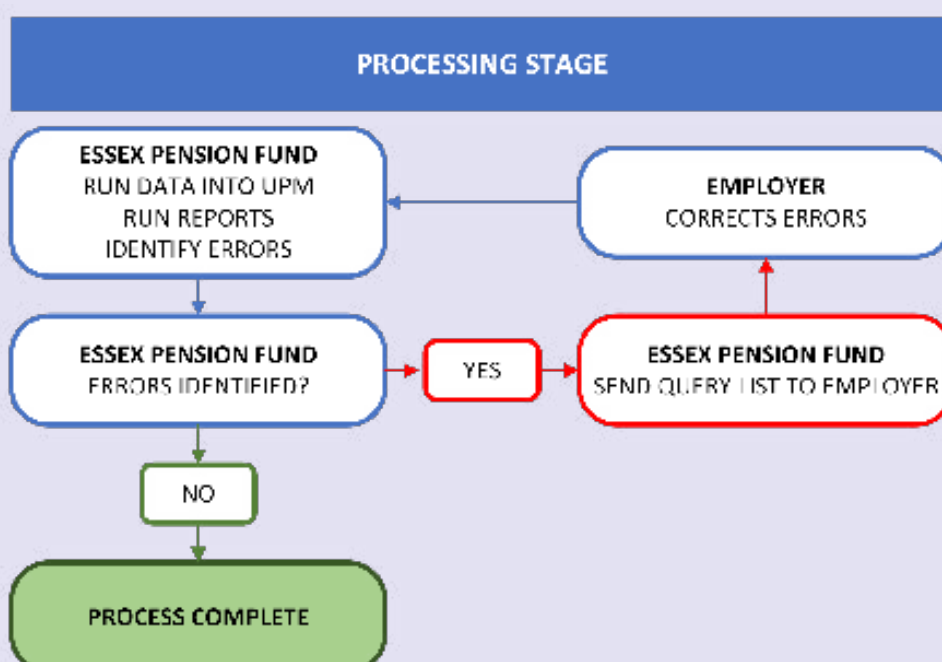 PROCESSING STAGE
ESSEX PENSION FUND
RUN DATA INTO UPM
RUN REPORTS
IDENTIFY ERRORS
EMPLOYER
CORRECTS ERRORS
ESSEX PENSION FUND
ERRORS IDENTIFIED?
YES
ESSEX PENSION FUND
SEND QUERY LIST TO EMPLOYER
NO
PROCESS COMPLETE